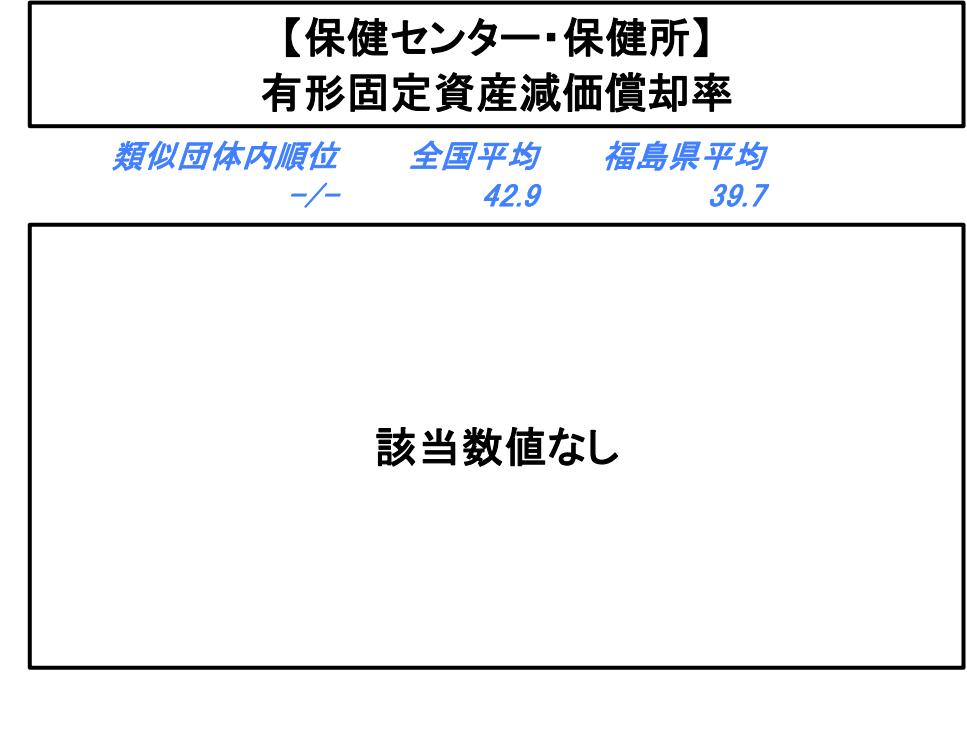 【保健センター・保健所】
有形固定資産減価償却率
類似団体内順位 全国平均 福島県平均
-/- 42.9 39.7
該当数値なし